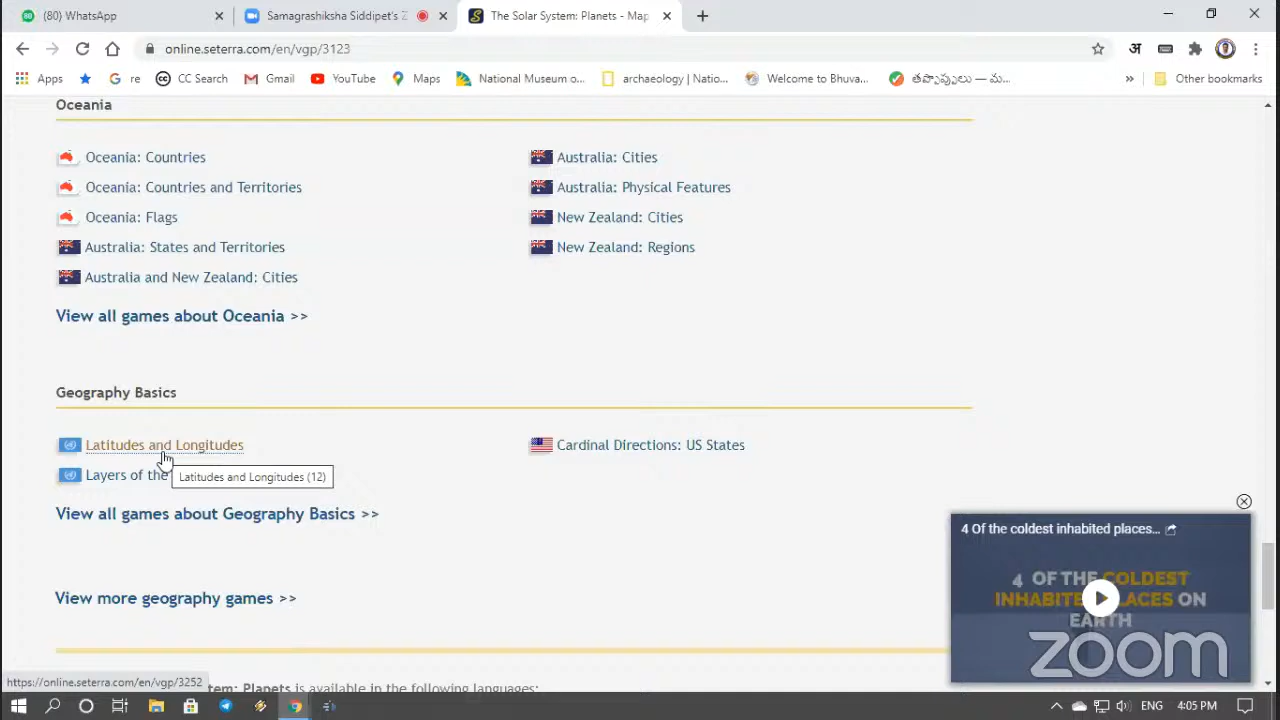 (80) WhatsApp
Samagrashiksha Siddipet's Z
The Solar System: Planets - Map
online.seterra.com/en/vgp/3123
Apps
G re
CC Search
Gmail
YouTube
Maps
National Museum o...
archaeology | Natio...
Welcome to Bhuva...
తప్పొప్పులు — మ...
Other bookmarks
Oceania
Oceania: Countries
Australia: Cities
Oceania: Countries and Territories
Australia: Physical Features
Oceania: Flags
New Zealand: Cities
Australia: States and Territories
New Zealand: Regions
Australia and New Zealand: Cities
View all games about Oceania >>
Geography Basics
Latitudes and Longitudes
Cardinal Directions: US States
Layers of the
Latitudes and Longitudes (12)
View all games about Geography Basics >>
4 Of the coldest inhabited places...
4 OF THE COLDEST
INHABITE LACES ON
EARTH
View more geography games >>
zoom
https://online.seterra.com/en/vgp/3252
stem: Planets is available in the following languages:
ENG
4:05 PM